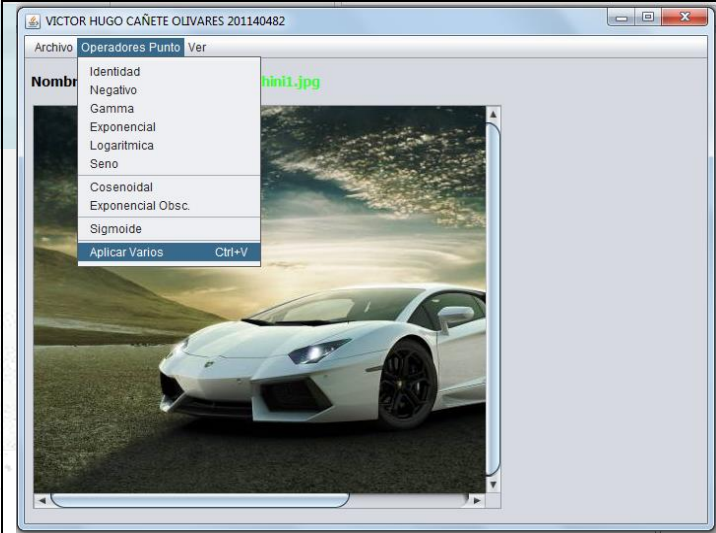 VICTOR HUGO CAÑETE OLIVARES 201140482
Archivo Operadores Punto Ver
Identidad
Negativo
Gamma
Exponencial
Logaritmica
Seno
Cosenoidal
Exponencial Obsc.
Sigmoide
Aplicar Varios Ctrl+V
Nombr hini1.jpg